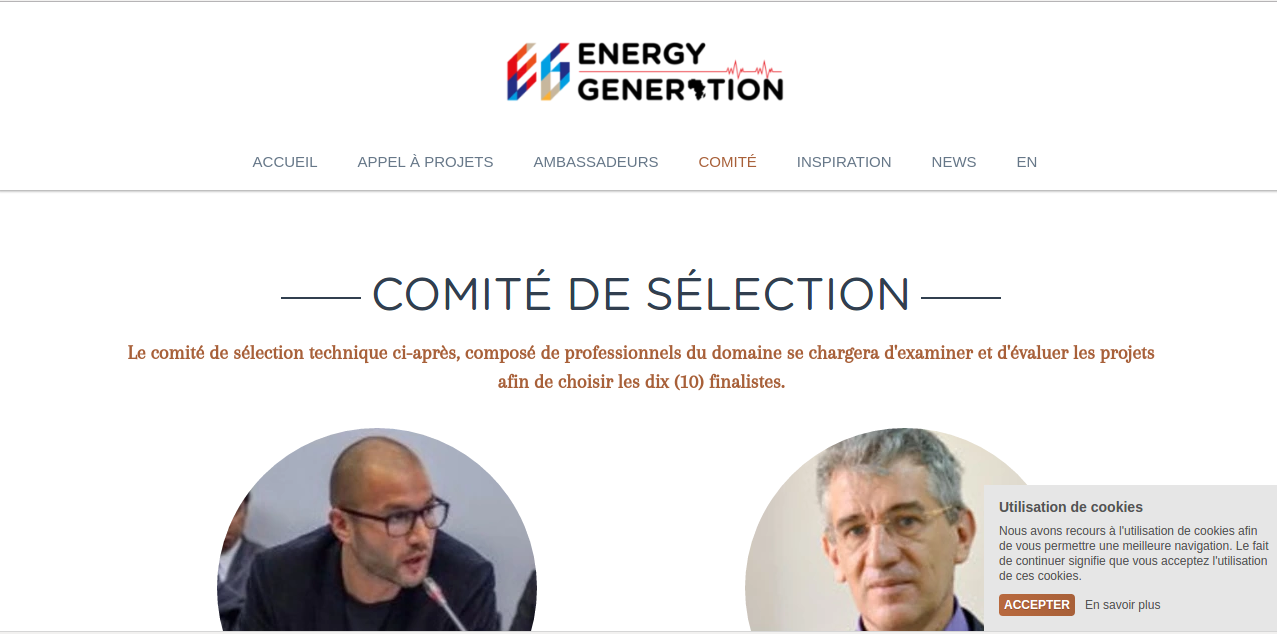 ENERGY
GENERATION
ACCUEIL APPEL À PROJETS AMBASSADEURS COMITÉ INSPIRATION NEWS EN
COMITÉ DE SÉLECTION
Le comité de sélection technique ci-après, composé de professionnels du domaine se chargera d'examiner et d'évaluer les projets
afin de choisir les dix (10) finalistes.
Utilisation de cookies
Nous avons recours à l'utilisation de cookies afin
de vous permettre une meilleure navigation. Le fait
de continuer signifie que vous acceptez l'utilisation
de ces cookies.
ACCEPTER En savoir plus